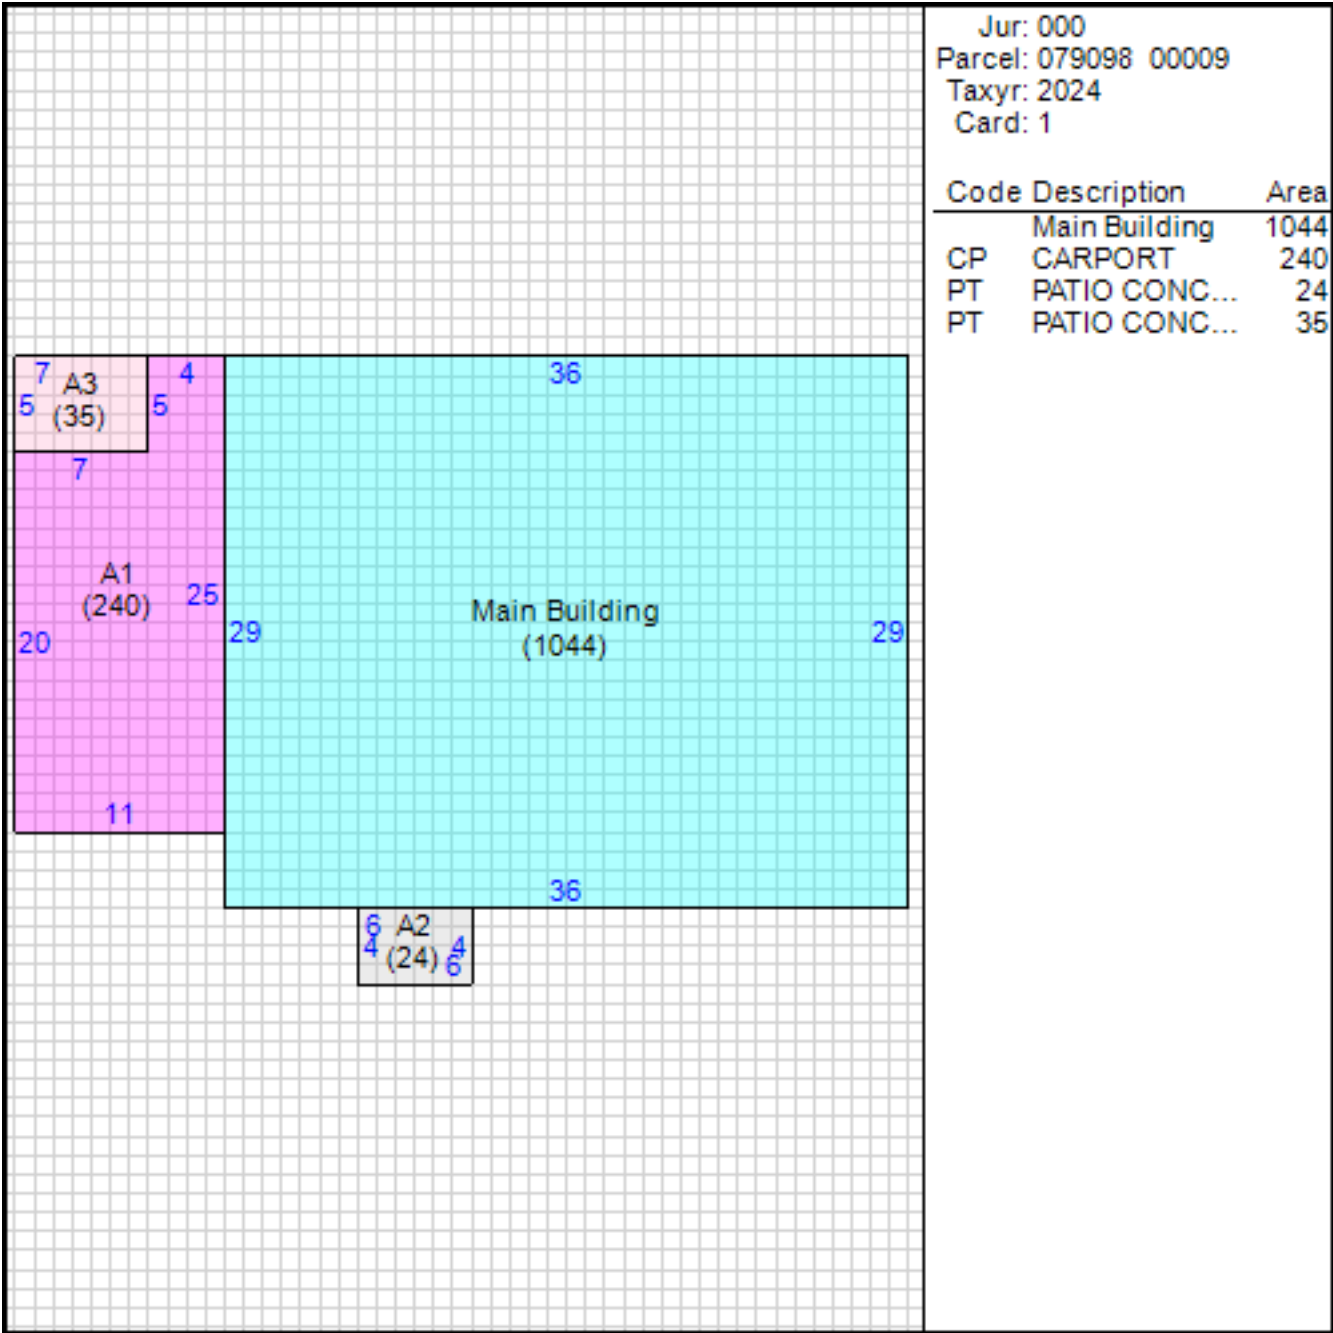 Jur: 000
Parcel: 079098 00009
Taxyr: 2024
Card: 1
Code Description Area
Main Building 1044
CP CARPORT 240
PT PATIO CONC... 24
PT PATIO CONC... 35
7 A3 4 36
5 (35) 5
7
A1
(240) 25
20 29 Main Building 29
(1044)
11
36
6 A2
4 (24) 4
6